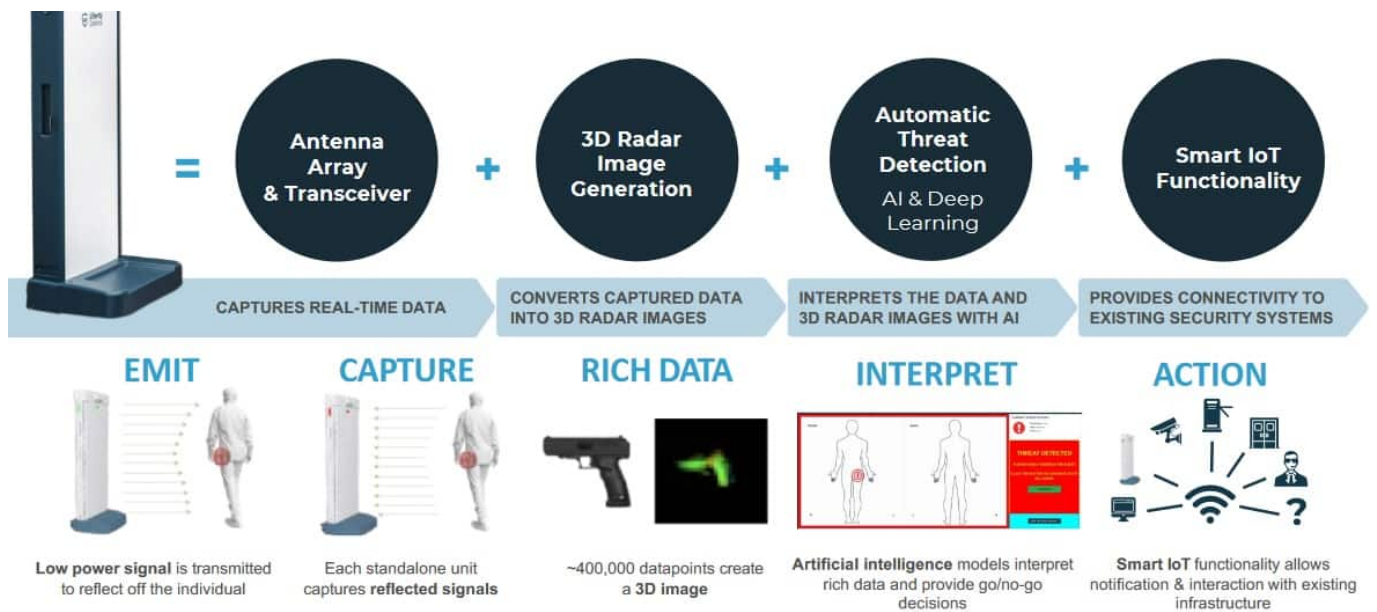 =
Antenna
Array
& Transceiver
+
3D Radar
Image
Generation
+
Automatic
Threat
Detection
AI & Deep
Learning
+
Smart IoT
Functionality
CAPTURES REAL-TIME DATA
CONVERTS CAPTURED DATA
INTO 3D RADAR IMAGES
INTERPRETS THE DATA AND
3D RADAR IMAGES WITH AI
PROVIDES CONNECTIVITY TO
EXISTING SECURITY SYSTEMS
EMIT
CAPTURE
RICH DATA
INTERPRET
ACTION
THREAT DETECTED
?
Low power signal is transmitted
to reflect off the individual
Each standalone unit
captures reflected signals
~400,000 datapoints create
a 3D image
Artificial intelligence models interpret
rich data and provide go/no-go
decisions
Smart IoT functionality allows
notification & interaction with existing
infrastructure